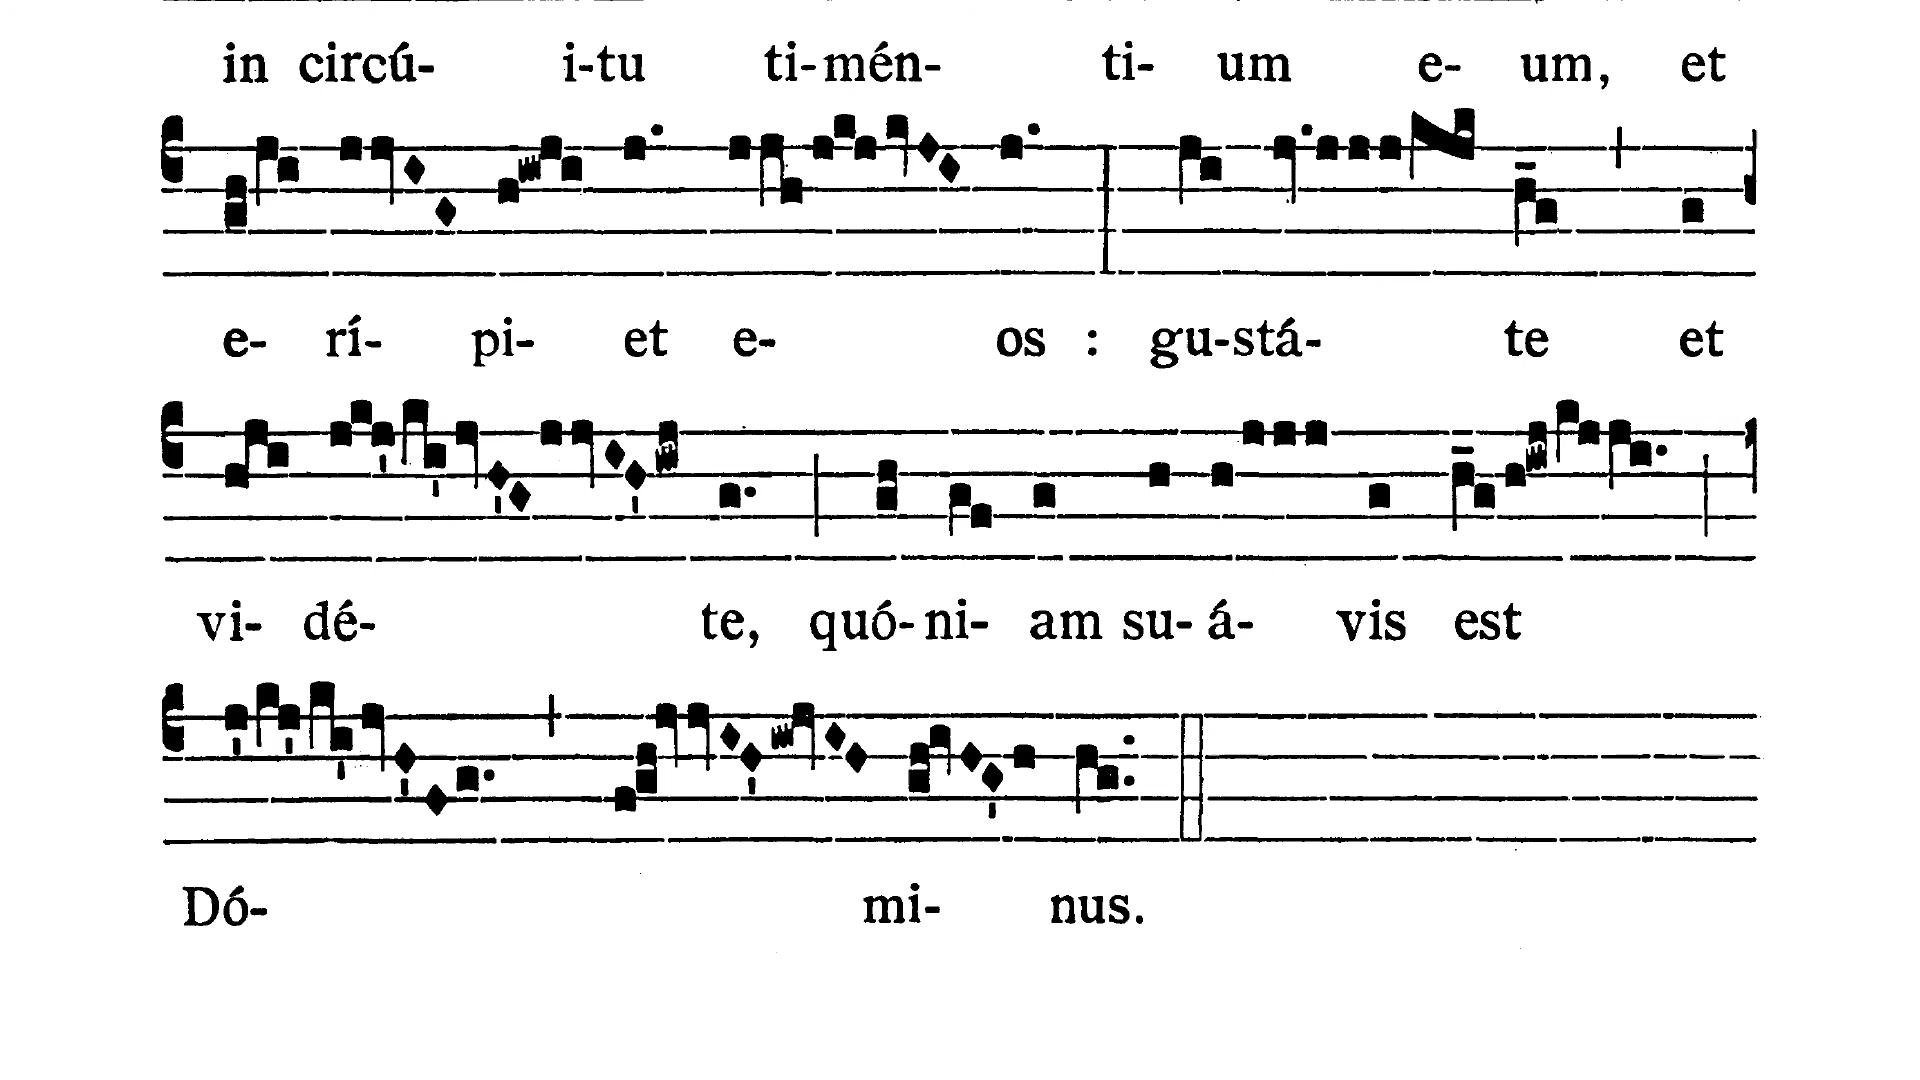 in circú- i-tu ti-mén- ti- um e- um, et
e- rí- pi- et e- os : gu-stá- te et
vi- dé- te, quó-ni- am su-á- vis est
Dó- mi- nus.